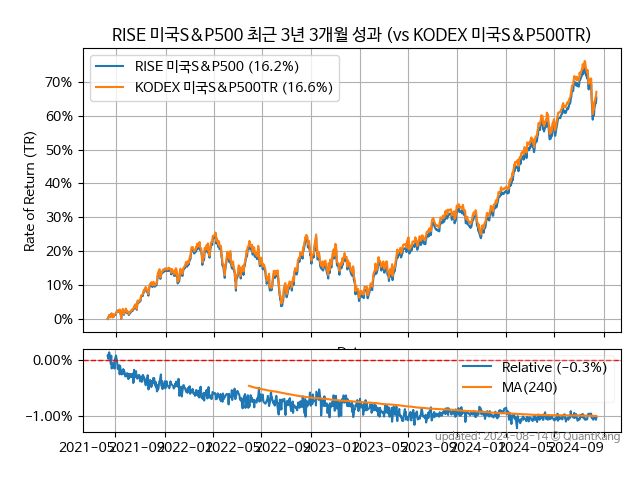 RISE 미국S&P500 최근 3년 3개월 성과 (vs KODEX 미국S&P500TR)
RISE 미국S&P500 (16.2%)
KODEX 미국S&P500TR (16.6%)
Rate of Return (TR)
70%
60%
50%
40%
30%
20%
10%
0%
0.00%
-1.00%
Relative (-0.3%)
MA(240)
updated: 2024-08-14 © QuantKang
2021-05 2021-09 2022-01 2022-05 2022-09 2023-01 2023-05 2023-09 2024-01 2024-05 2024-09